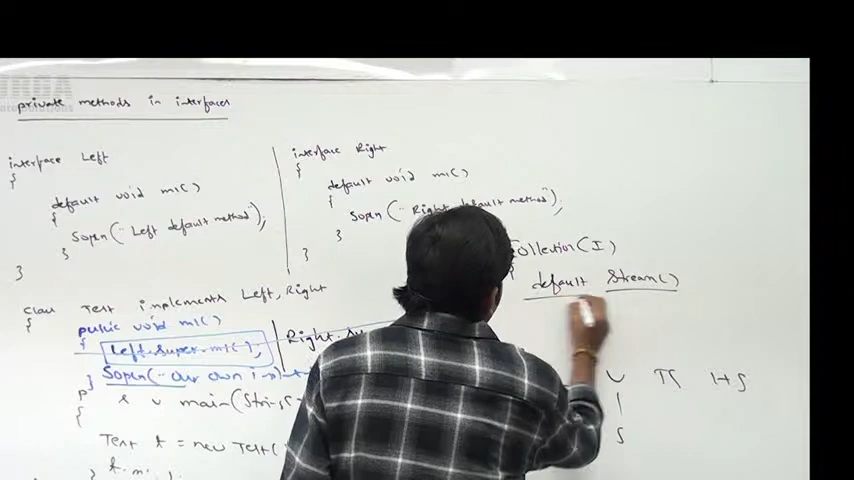 private methods in interfaces
interface Left
{
default void m1()
{
Sopln("Left default method");
}
}
interface Right
{
default void m1()
{
Sopln("Right default method");
}
}
Class Test implements Left, Right
{
public void m1()
{
Left.super.m1();
Right.su
} Sopln("Our own
P s v main(String
{
Test t = new Test(
t.m
}
Collection(I)
{
default Stream()